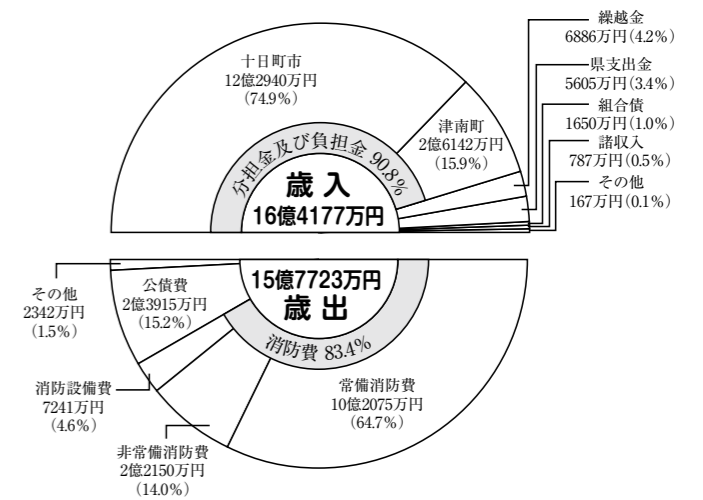 十日町市
12億2940万円
(74.9%)
津南町
2億6142万円
(15.9%)
繰越金
6886万円(4.2%)
県支出金
5605万円(3.4%)
組合債
1650万円(1.0%)
諸収入
787万円(0.5%)
その他
167万円(0.1%)
分担金及び負担金 90.8%
歳入
16億4177万円
15億7723万円
歳出
消防費 83.4%
その他
2342万円
(1.5%)
公債費
2億3915万円
(15.2%)
消防設備費
7241万円
(4.6%)
非常備消防費
2億2150万円
(14.0%)
常備消防費
10億2075万円
(64.7%)